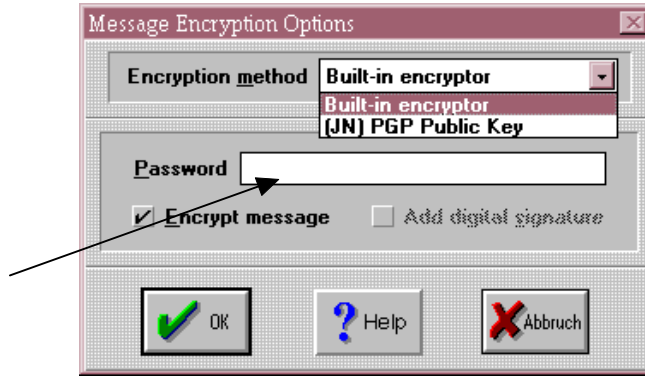 Message Encryption Options
Encryption method Built-in encryptor
Built-in encryptor
(JN) PGP Public Key
Password
Encrypt message Add digital signature
OK Help Abbruch